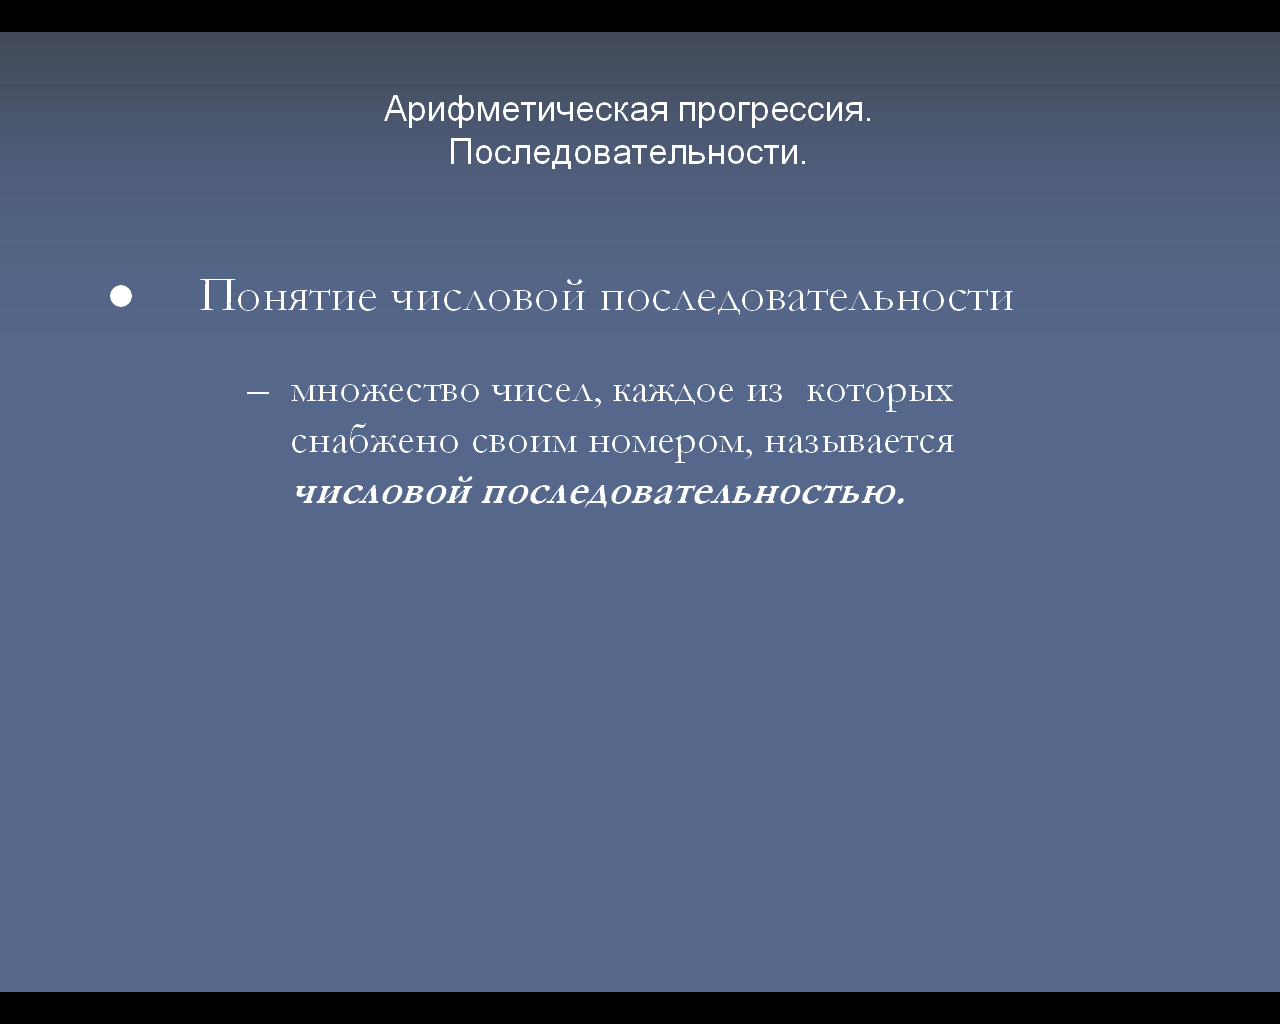 Арифметическая прогрессия.
Последовательности.
● Понятие числовой последовательности
– множество чисел, каждое из  которых
снабжено своим номером, называется
числовой последовательностью.